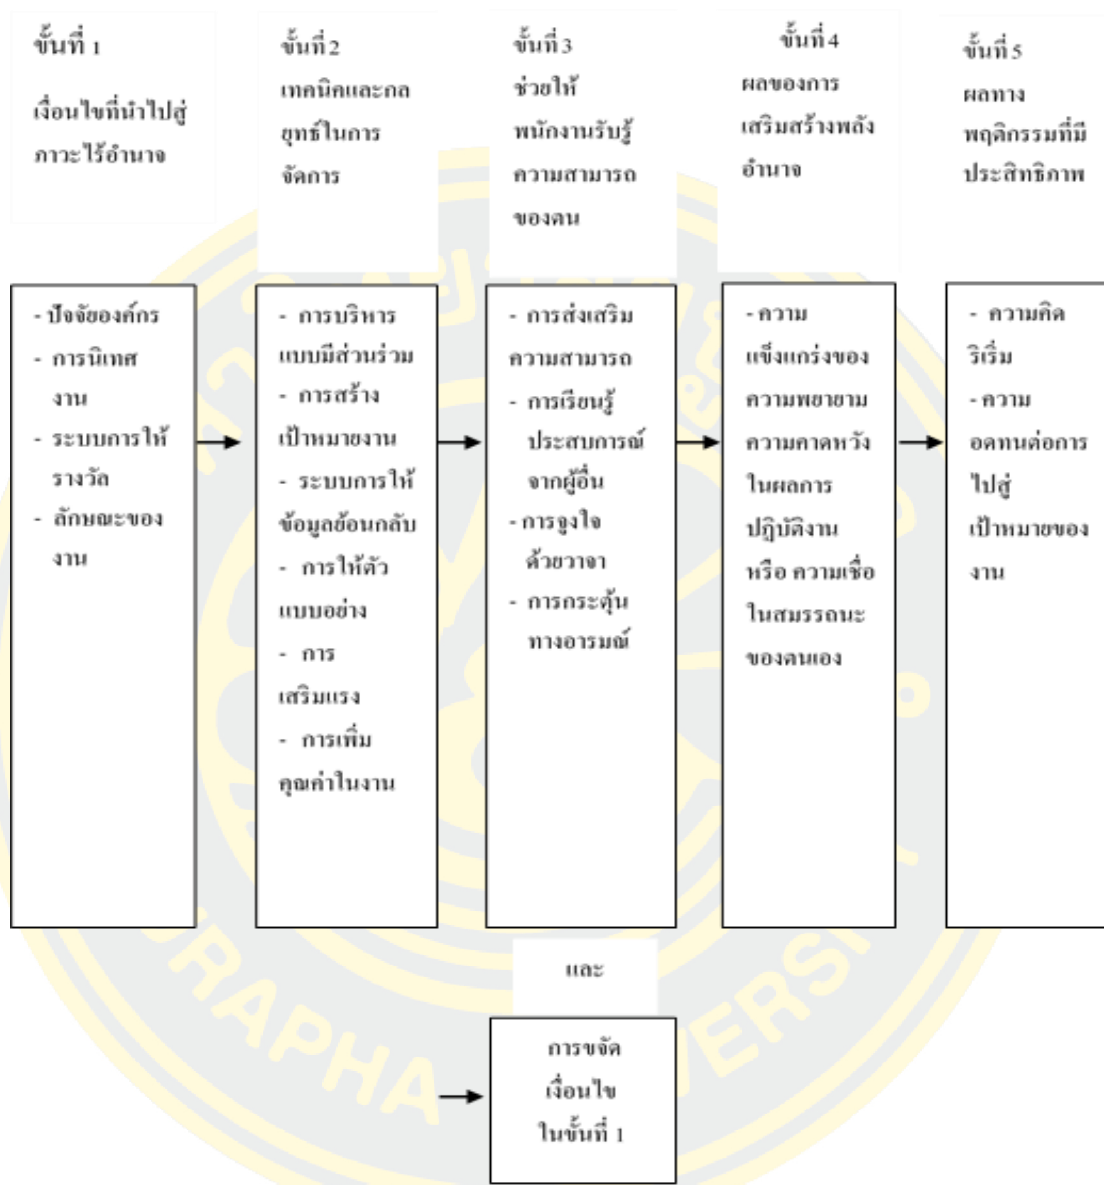 ขั้นที่ 1
เงื่อนไขที่นำไปสู่
ภาวะไร้อำนาจ
ขั้นที่ 2
เทคนิคและกล
ยุทธ์ในการ
จัดการ
ขั้นที่ 3
ช่วยให้
พนักงานรับรู้
ความสามารถ
ของตน
ขั้นที่ 4
ผลของการ
เสริมสร้างพลัง
อำนาจ
ขั้นที่ 5
ผลทาง
พฤติกรรมที่มี
ประสิทธิภาพ
- ปัจจัยองค์กร
- การนิเทศ
งาน
- ระบบการให้
รางวัล
- ลักษณะของ
งาน
- การบริหาร
แบบมีส่วนร่วม
- การสร้าง
เป้าหมายงาน
- ระบบการให้
ข้อมูลย้อนกลับ
- การให้ตัว
แบบอย่าง
- การ
เสริมแรง
- การเพิ่ม
คุณค่าในงาน
- การส่งเสริม
ความสามารถ
- การเรียนรู้
ประสบการณ์
จากผู้อื่น
- การจูงใจ
ด้วยวาจา
- การกระตุ้น
ทางอารมณ์
- ความ
แข็งแกร่งของ
ความพยายาม
ความคาดหวัง
ในผลการ
ปฏิบัติงาน
หรือ ความเชื่อ
ในสมรรถนะ
ของตนเอง
- ความคิด
ริเริ่ม
- ความ
อดทนต่อการ
ไปสู่
เป้าหมายของ
งาน
และ
การขจัด
เงื่อนไข
ในขั้นที่ 1